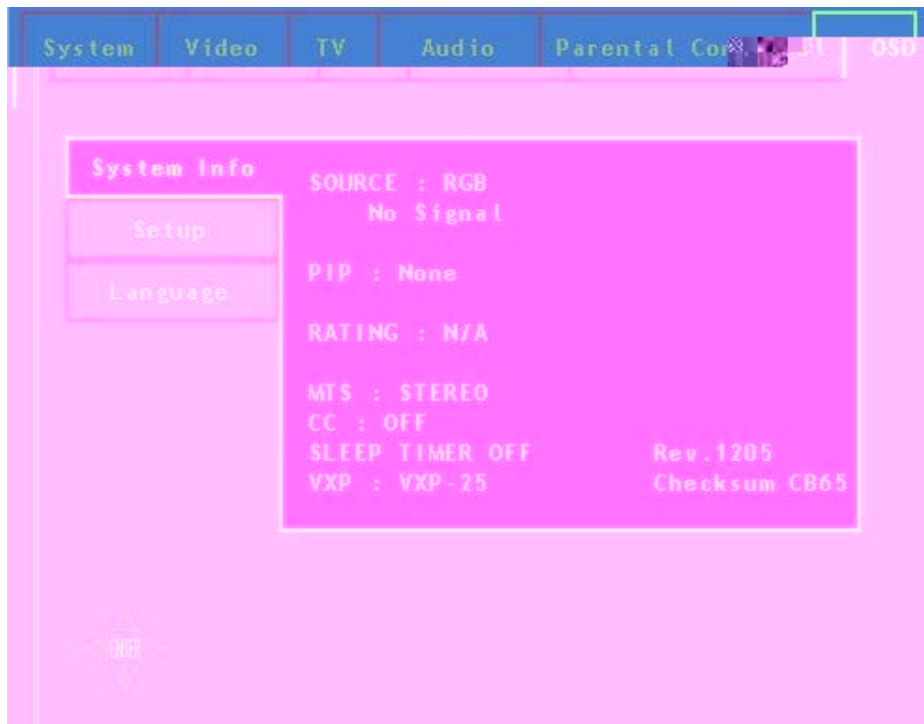 System Video TV Audio Parental Con l OSD
System Info
Setup
Language
SOURCE : RGB
No Signal
PIP : None
RATING : N/A
MTS : STEREO
CC : OFF
SLEEP TIMER OFF Rev.1205
VXP : VXP-25 Checksum CB65
ENTER